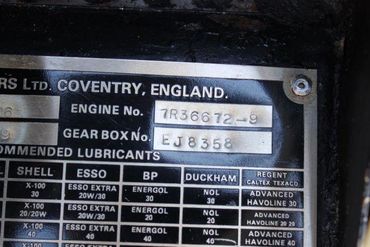 RS LTD. COVENTRY, ENGLAND.
ENGINE No. 7R36672-9
9 GEAR BOX No. EJ8358
OMMENDED LUBRICANTS
SHELL ESSO BP DUCKHAM REGENT CALTEX TEXACO
X-100 30 ESSO EXTRA 20W/30 ENERGOL 30 NOL 30 ADVANCED HAVOLINE 30
X-100 20/20W ESSO EXTRA 20W/30 ENERGOL 20 NOL 20 ADVANCED HAVOLINE 20 20
X-100 40 ESSO EXTRA 40 ENERGOL 40 NOL 40 ADVANCED